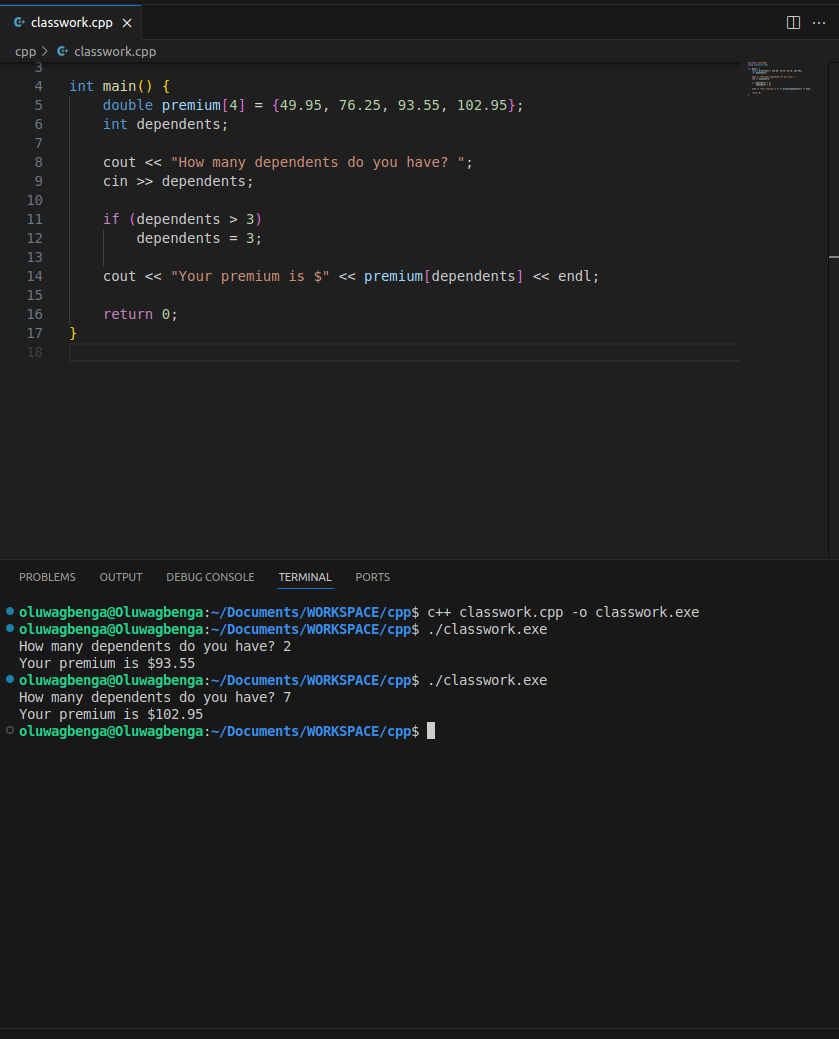 classwork.cpp
cpp > classwork.cpp
3
4 int main() {
5     double premium[4] = {49.95, 76.25, 93.55, 102.95};
6     int dependents;
7
8     cout << "How many dependents do you have? ";
9     cin >> dependents;
10
11     if (dependents > 3)
12         dependents = 3;
13
14     cout << "Your premium is $" << premium[dependents] << endl;
15
16     return 0;
17 }
18
PROBLEMS OUTPUT DEBUG CONSOLE TERMINAL PORTS
oluwagbenga@Oluwagbenga:~/Documents/WORKSPACE/cpp$ c++ classwork.cpp -o classwork.exe
oluwagbenga@Oluwagbenga:~/Documents/WORKSPACE/cpp$ ./classwork.exe
How many dependents do you have? 2
Your premium is $93.55
oluwagbenga@Oluwagbenga:~/Documents/WORKSPACE/cpp$ ./classwork.exe
How many dependents do you have? 7
Your premium is $102.95
oluwagbenga@Oluwagbenga:~/Documents/WORKSPACE/cpp$